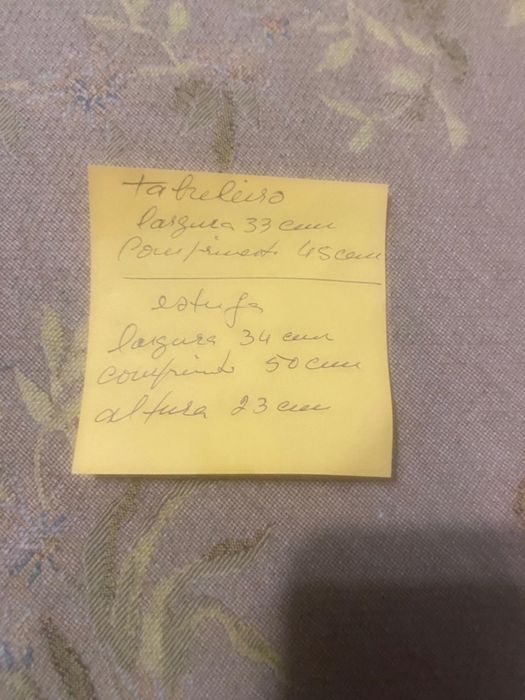 tabuleiro
largura 33 cm
Comprimento 45 cm
estufa
largura 34 cm
comprimento 50 cm
altura 23 cm